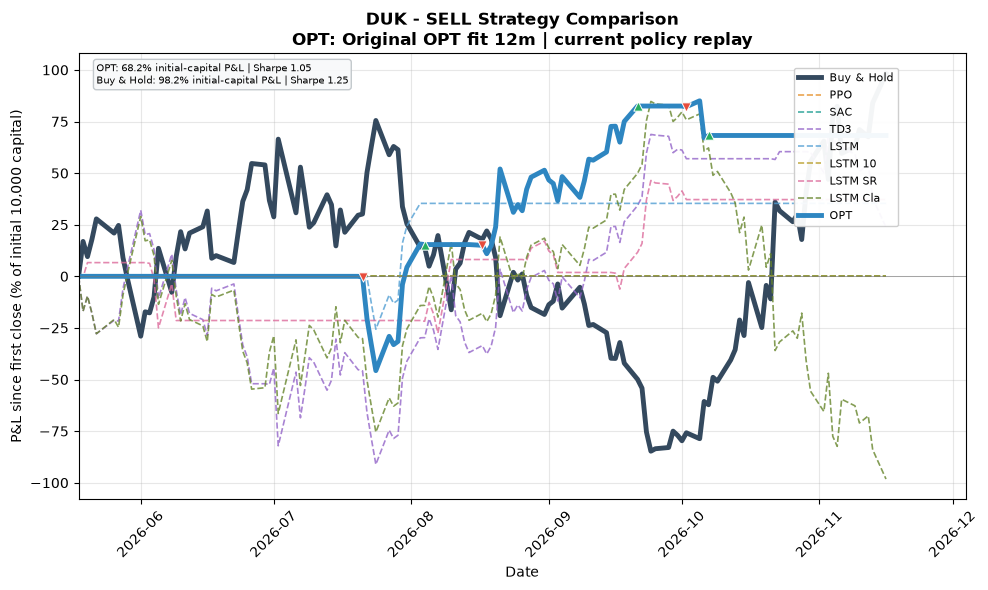 DUK - SELL Strategy Comparison
OPT: Original OPT fit 12m | current policy replay
OPT: 68.2% initial-capital P&L | Sharpe 1.05
Buy & Hold: 98.2% initial-capital P&L | Sharpe 1.25
Buy & Hold
PPO
SAC
TD3
LSTM
LSTM 10
LSTM SR
LSTM Cla
OPT
P&L since first close (% of initial 10,000 capital)
100
75
50
25
0
−25
−50
−75
−100
2026-06
2026-07
2026-08
2026-09
2026-10
2026-11
2026-12
Date